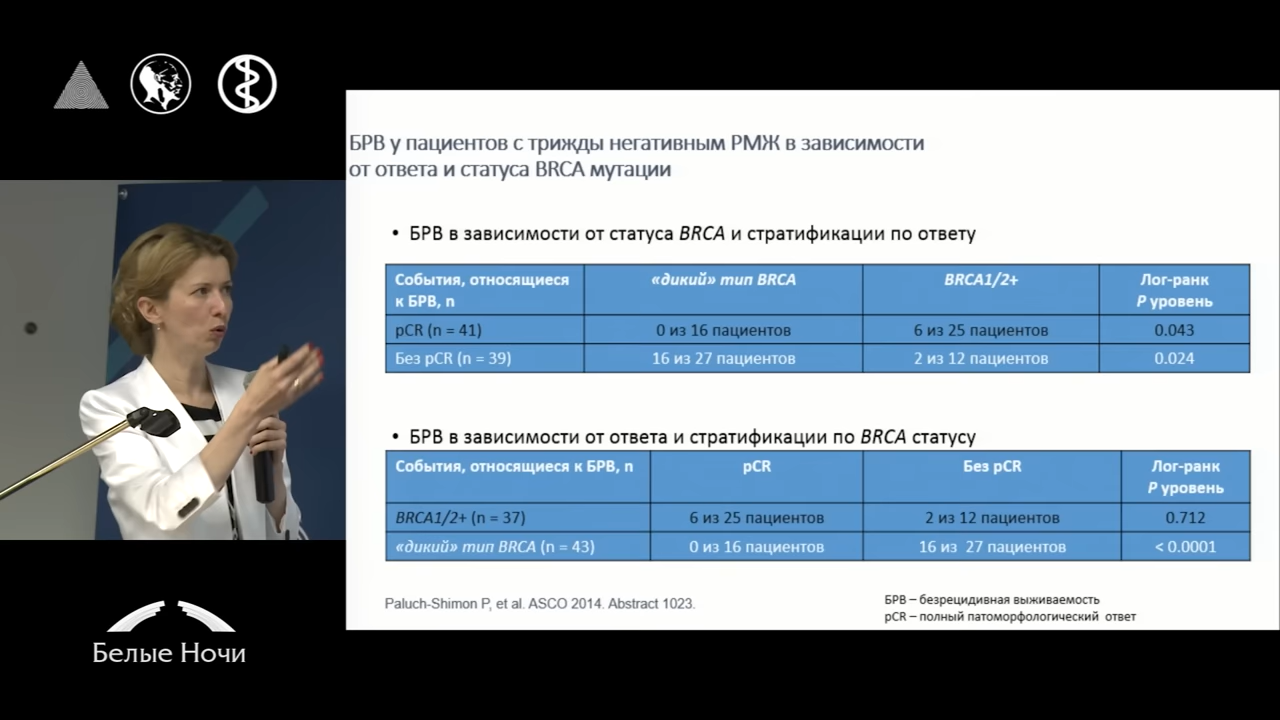 БРВ у пациентов с трижды негативным РМЖ в зависимости
от ответа и статуса BRCA мутации
• БРВ в зависимости от статуса BRCA и стратификации по ответу
События, относящиеся к БРВ, n «дикий» тип BRCA BRCA1/2+ Лог-ранк P уровень
pCR (n = 41) 0 из 16 пациентов 6 из 25 пациентов 0.043
Без pCR (n = 39) 16 из 27 пациентов 2 из 12 пациентов 0.024
• БРВ в зависимости от ответа и стратификации по BRCA статусу
События, относящиеся к БРВ, n pCR Без pCR Лог-ранк P уровень
BRCA1/2+ (n = 37) 6 из 25 пациентов 2 из 12 пациентов 0.712
«дикий» тип BRCA (n = 43) 0 из 16 пациентов 16 из 27 пациентов < 0.0001
Paluch-Shimon P, et al. ASCO 2014. Abstract 1023.
БРВ – безрецидивная выживаемость
pCR – полный патоморфологический ответ
Белые Ночи